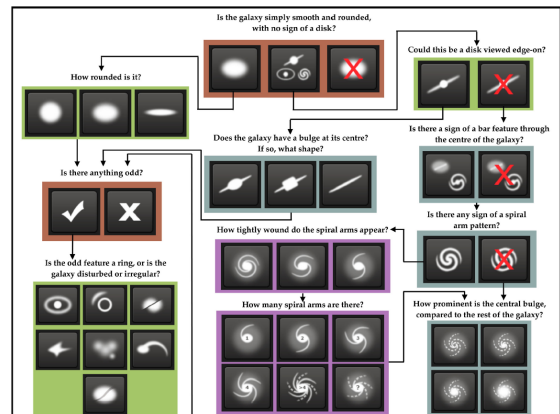 Is the galaxy simply smooth and rounded,
with no sign of a disk?
Could this be a disk viewed edge-on?
How rounded is it?
Does the galaxy have a bulge at its centre?
If so, what shape?
Is there a sign of a bar feature through
the centre of the galaxy?
Is there anything odd?
Is there any sign of a spiral
arm pattern?
How tightly wound do the spiral arms appear?
Is the odd feature a ring, or is the
galaxy disturbed or irregular?
How many spiral arms are there?
How prominent is the central bulge,
compared to the rest of the galaxy?
1
2
3
4
?